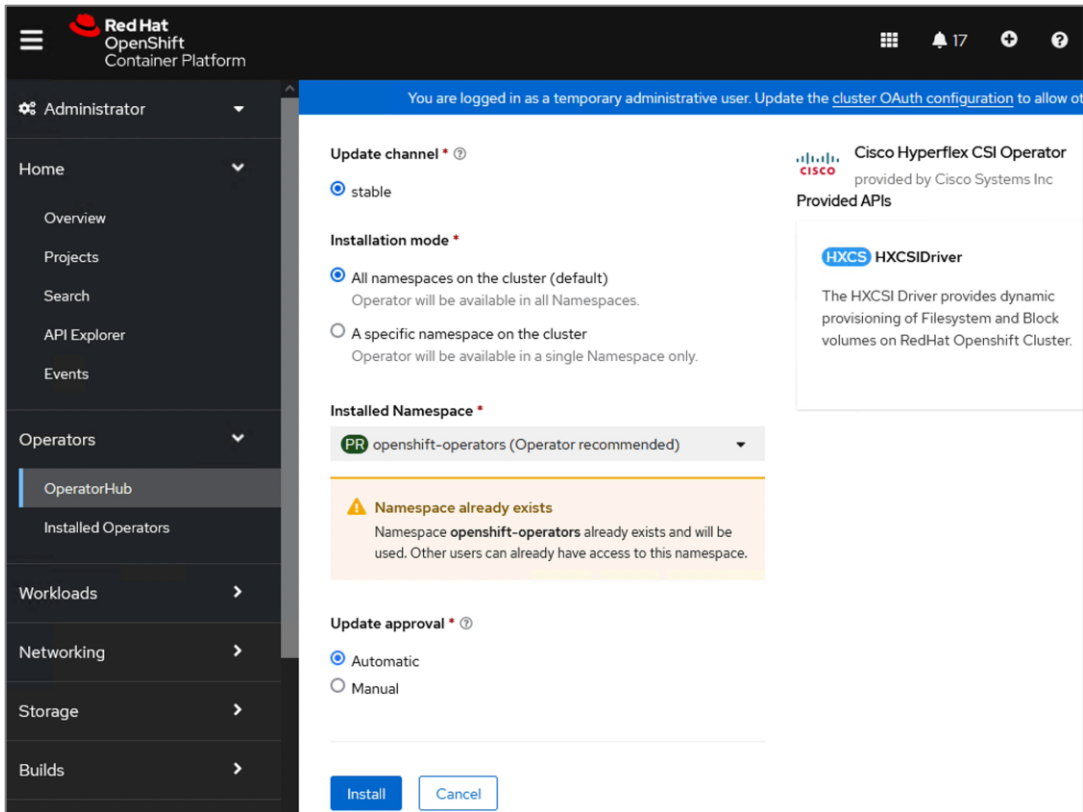 Red Hat
OpenShift
Container Platform
17
Administrator
You are logged in as a temporary administrative user. Update the cluster OAuth configuration to allow ot
Home
Overview
Projects
Search
API Explorer
Events
Operators
OperatorHub
Installed Operators
Workloads
Networking
Storage
Builds
Update channel *
stable
Installation mode *
All namespaces on the cluster (default)
Operator will be available in all Namespaces.
A specific namespace on the cluster
Operator will be available in a single Namespace only.
Installed Namespace *
PR openshift-operators (Operator recommended)
Namespace already exists
Namespace openshift-operators already exists and will be
used. Other users can already have access to this namespace.
Update approval *
Automatic
Manual
Install
Cancel
CISCO
Cisco Hyperflex CSI Operator
provided by Cisco Systems Inc
Provided APIs
HXCS HXCSIDriver
The HXCSI Driver provides dynamic
provisioning of Filesystem and Block
volumes on RedHat Openshift Cluster.